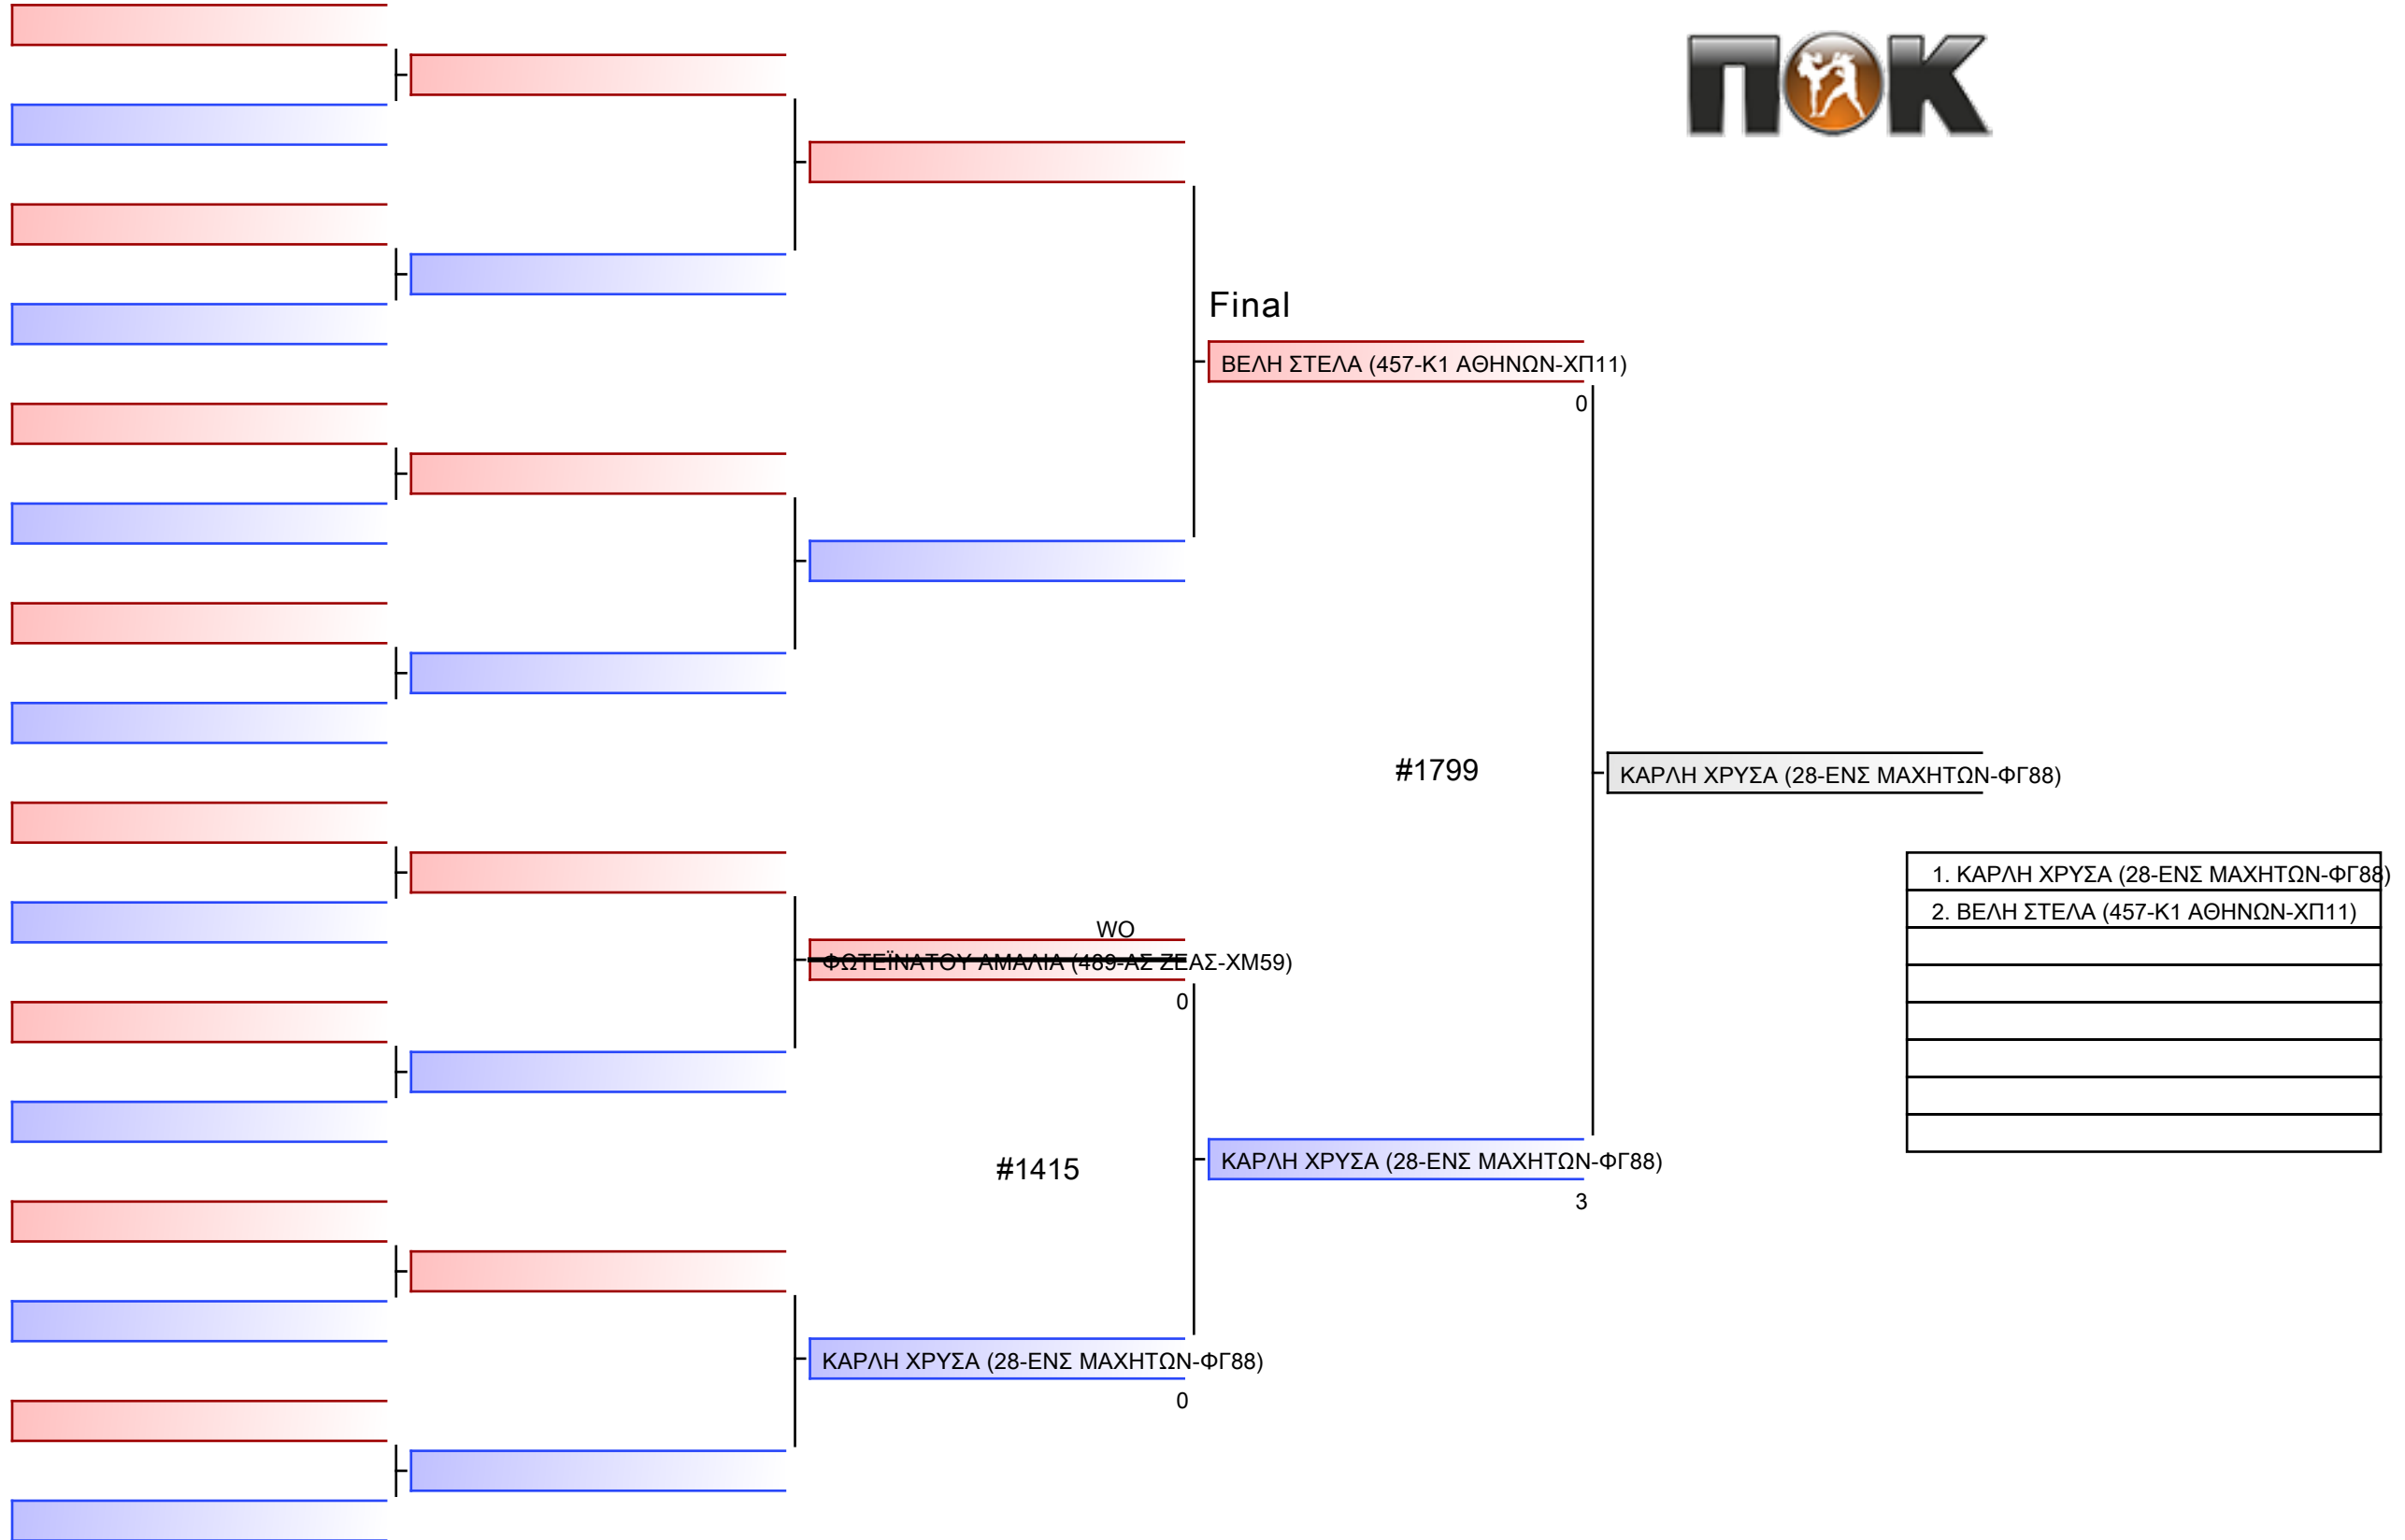 ΠΟΚ
Final
ΒΕΛΗ ΣΤΕΛΑ (457-Κ1 ΑΘΗΝΩΝ-ΧΠ11)
0
#1799
ΚΑΡΛΗ ΧΡΥΣΑ (28-ΕΝΣ ΜΑΧΗΤΩΝ-ΦΓ88)
1. ΚΑΡΛΗ ΧΡΥΣΑ (28-ΕΝΣ ΜΑΧΗΤΩΝ-ΦΓ88)
2. ΒΕΛΗ ΣΤΕΛΑ (457-Κ1 ΑΘΗΝΩΝ-ΧΠ11)
WO
ΦΩΤΕΪΝΑΤΟΥ ΑΜΑΛΙΑ (489-ΑΣ ΖΕΑΣ-ΧΜ59)
0
#1415
ΚΑΡΛΗ ΧΡΥΣΑ (28-ΕΝΣ ΜΑΧΗΤΩΝ-ΦΓ88)
3
ΚΑΡΛΗ ΧΡΥΣΑ (28-ΕΝΣ ΜΑΧΗΤΩΝ-ΦΓ88)
0